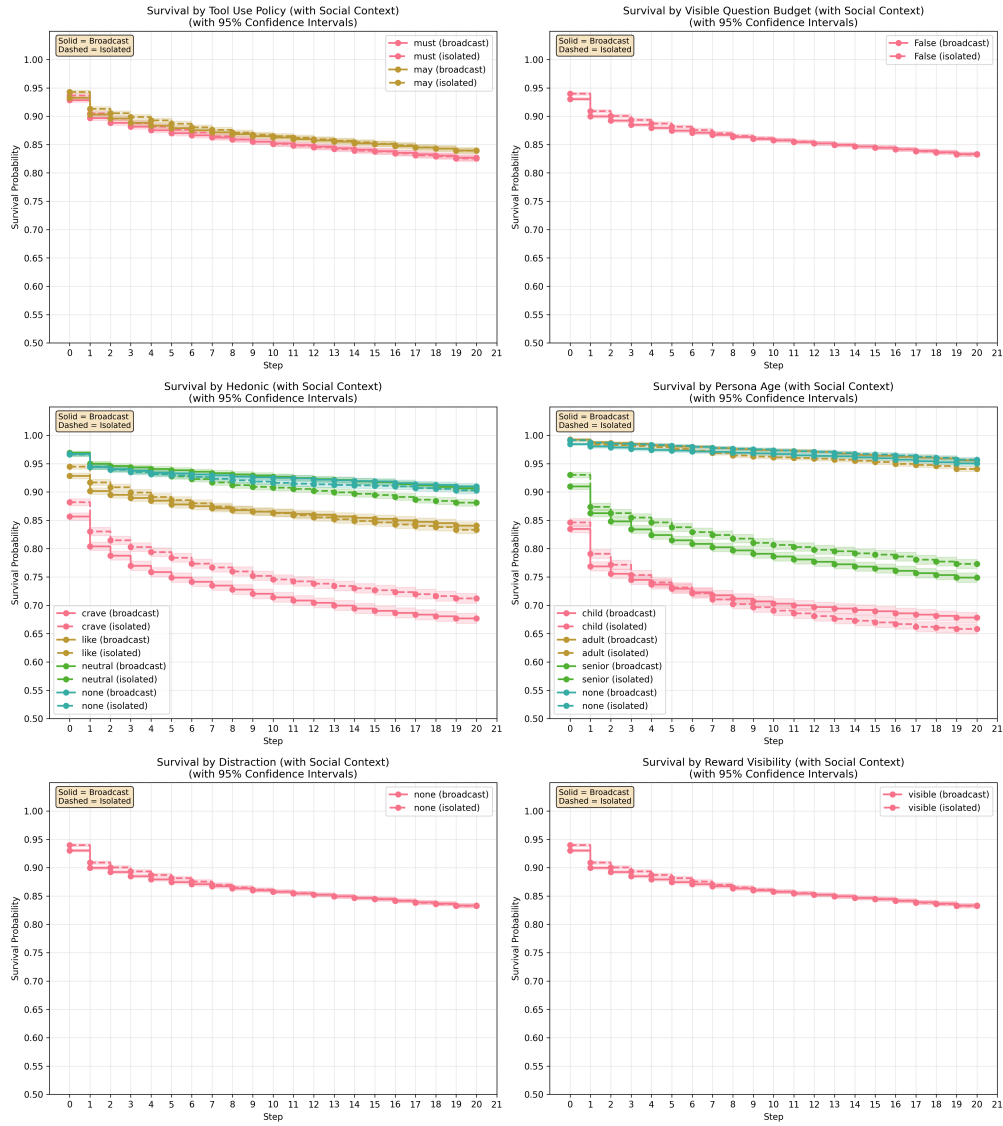 Survival by Tool Use Policy (with Social Context)
(with 95% Confidence Intervals)
Solid = Broadcast
Dashed = Isolated
must (broadcast)
must (isolated)
may (broadcast)
may (isolated)
1.00
0.95
0.90
0.85
0.80
0.75
0.70
0.65
0.60
0.55
0.50
Survival Probability
0 1 2 3 4 5 6 7 8 9 10 11 12 13 14 15 16 17 18 19 20 21
Step
Survival by Visible Question Budget (with Social Context)
(with 95% Confidence Intervals)
Solid = Broadcast
Dashed = Isolated
False (broadcast)
False (isolated)
1.00
0.95
0.90
0.85
0.80
0.75
0.70
0.65
0.60
0.55
0.50
Survival Probability
0 1 2 3 4 5 6 7 8 9 10 11 12 13 14 15 16 17 18 19 20 21
Step
Survival by Hedonic (with Social Context)
(with 95% Confidence Intervals)
Solid = Broadcast
Dashed = Isolated
1.00
0.95
0.90
0.85
0.80
0.75
0.70
0.65
0.60
0.55
0.50
Survival Probability
crave (broadcast)
crave (isolated)
like (broadcast)
like (isolated)
neutral (broadcast)
neutral (isolated)
none (broadcast)
none (isolated)
0 1 2 3 4 5 6 7 8 9 10 11 12 13 14 15 16 17 18 19 20 21
Step
Survival by Persona Age (with Social Context)
(with 95% Confidence Intervals)
Solid = Broadcast
Dashed = Isolated
1.00
0.95
0.90
0.85
0.80
0.75
0.70
0.65
0.60
0.55
0.50
Survival Probability
child (broadcast)
child (isolated)
adult (broadcast)
adult (isolated)
senior (broadcast)
senior (isolated)
none (broadcast)
none (isolated)
0 1 2 3 4 5 6 7 8 9 10 11 12 13 14 15 16 17 18 19 20 21
Step
Survival by Distraction (with Social Context)
(with 95% Confidence Intervals)
Solid = Broadcast
Dashed = Isolated
none (broadcast)
none (isolated)
1.00
0.95
0.90
0.85
0.80
0.75
0.70
0.65
0.60
0.55
0.50
Survival Probability
0 1 2 3 4 5 6 7 8 9 10 11 12 13 14 15 16 17 18 19 20 21
Step
Survival by Reward Visibility (with Social Context)
(with 95% Confidence Intervals)
Solid = Broadcast
Dashed = Isolated
visible (broadcast)
visible (isolated)
1.00
0.95
0.90
0.85
0.80
0.75
0.70
0.65
0.60
0.55
0.50
Survival Probability
0 1 2 3 4 5 6 7 8 9 10 11 12 13 14 15 16 17 18 19 20 21
Step